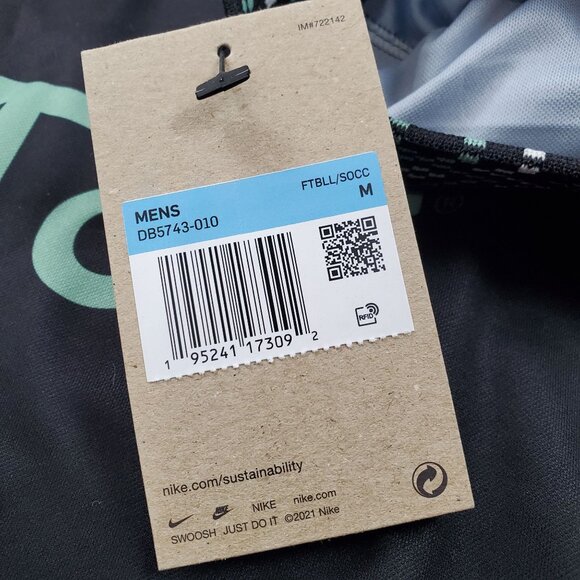 IM#722142
MENS
FTBLL/SOCC
DB5743-010
M
1 95241 17309 2
RFID
nike.com/sustainability
NIKE nike.com
SWOOSH JUST DO IT ©2021 Nike